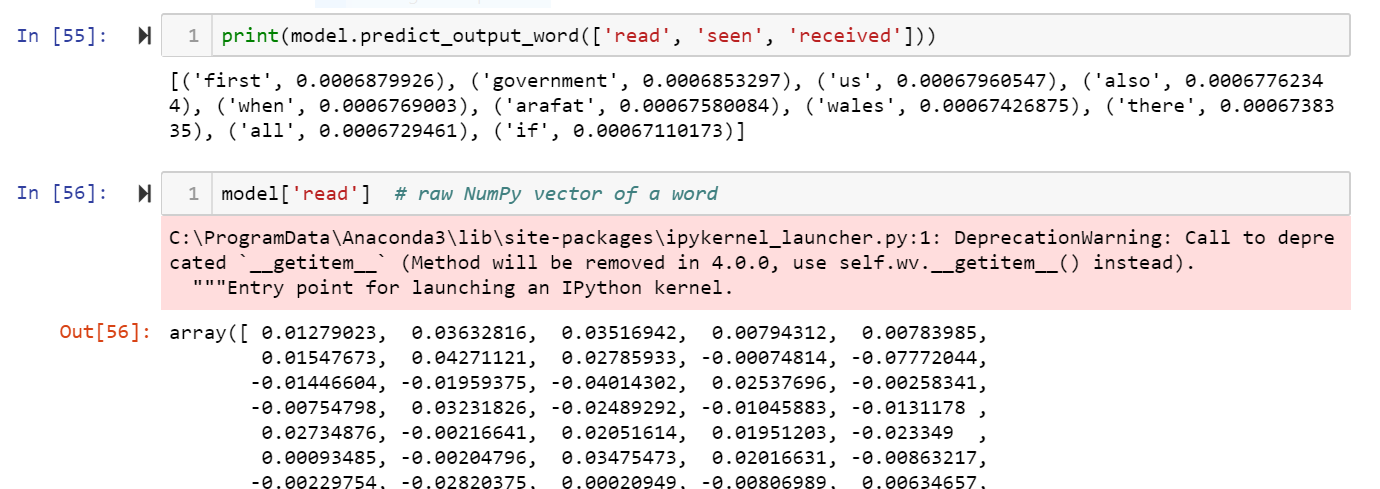 In [55]: 1 print(model.predict_output_word(['read', 'seen', 'received']))
[('first', 0.0006879926), ('government', 0.0006853297), ('us', 0.00067960547), ('also', 0.0006776234
4), ('when', 0.0006769003), ('arafat', 0.00067580084), ('wales', 0.00067426875), ('there', 0.00067383
35), ('all', 0.0006729461), ('if', 0.00067110173)]
In [56]: 1 model['read']  # raw NumPy vector of a word
C:\ProgramData\Anaconda3\lib\site-packages\ipykernel_launcher.py:1: DeprecationWarning: Call to depre
cated `__getitem__` (Method will be removed in 4.0.0, use self.wv.__getitem__() instead).
  """Entry point for launching an IPython kernel.
Out[56]: array([ 0.01279023,  0.03632816,  0.03516942,  0.00794312,  0.00783985,
        0.01547673,  0.04271121,  0.02785933, -0.00074814, -0.07772044,
       -0.01446604, -0.01959375, -0.04014302,  0.02537696, -0.00258341,
       -0.00754798,  0.03231826, -0.02489292, -0.01045883, -0.0131178 ,
        0.02734876, -0.00216641,  0.02051614,  0.01951203, -0.023349  ,
        0.00093485, -0.00204796,  0.03475473,  0.02016631, -0.00863217,
       -0.00229754, -0.02820375,  0.00020949, -0.00806989,  0.00634657,